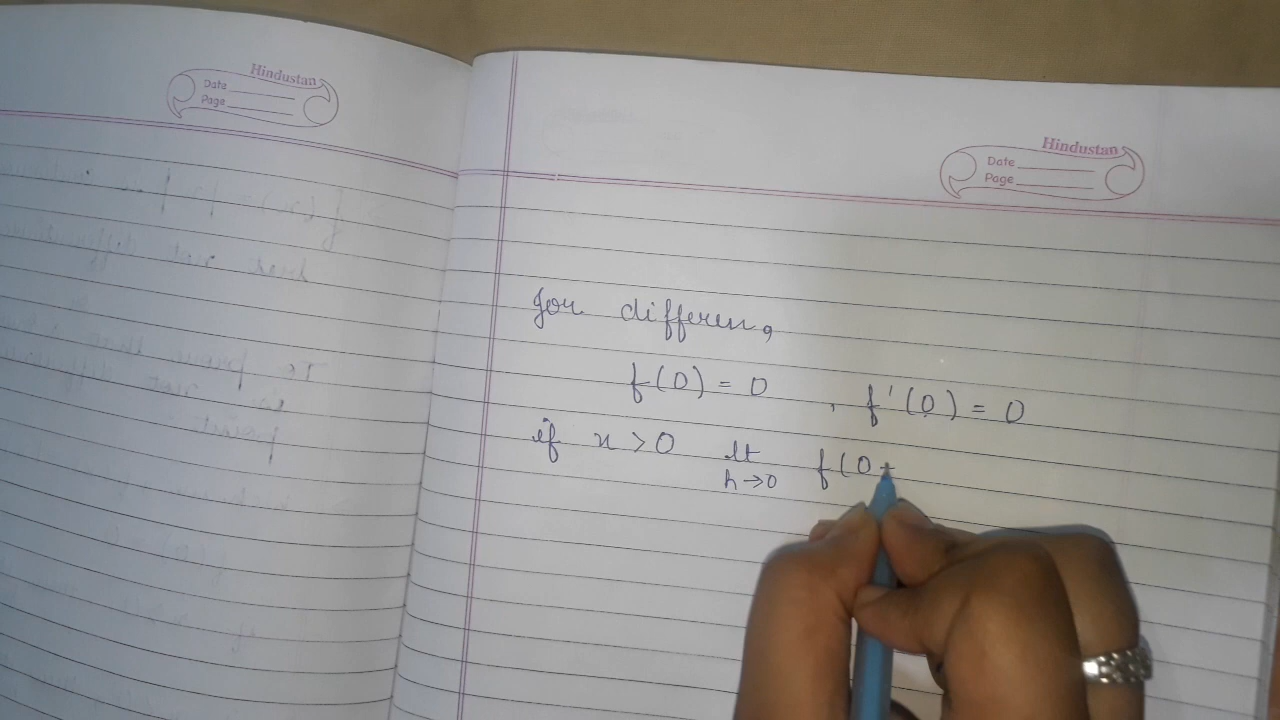 Hindustan
Date
Page
Hindustan
Date
Page
for differen,
f(0) = 0 , f'(0) = 0
if x > 0 lt h→0 f(0 +